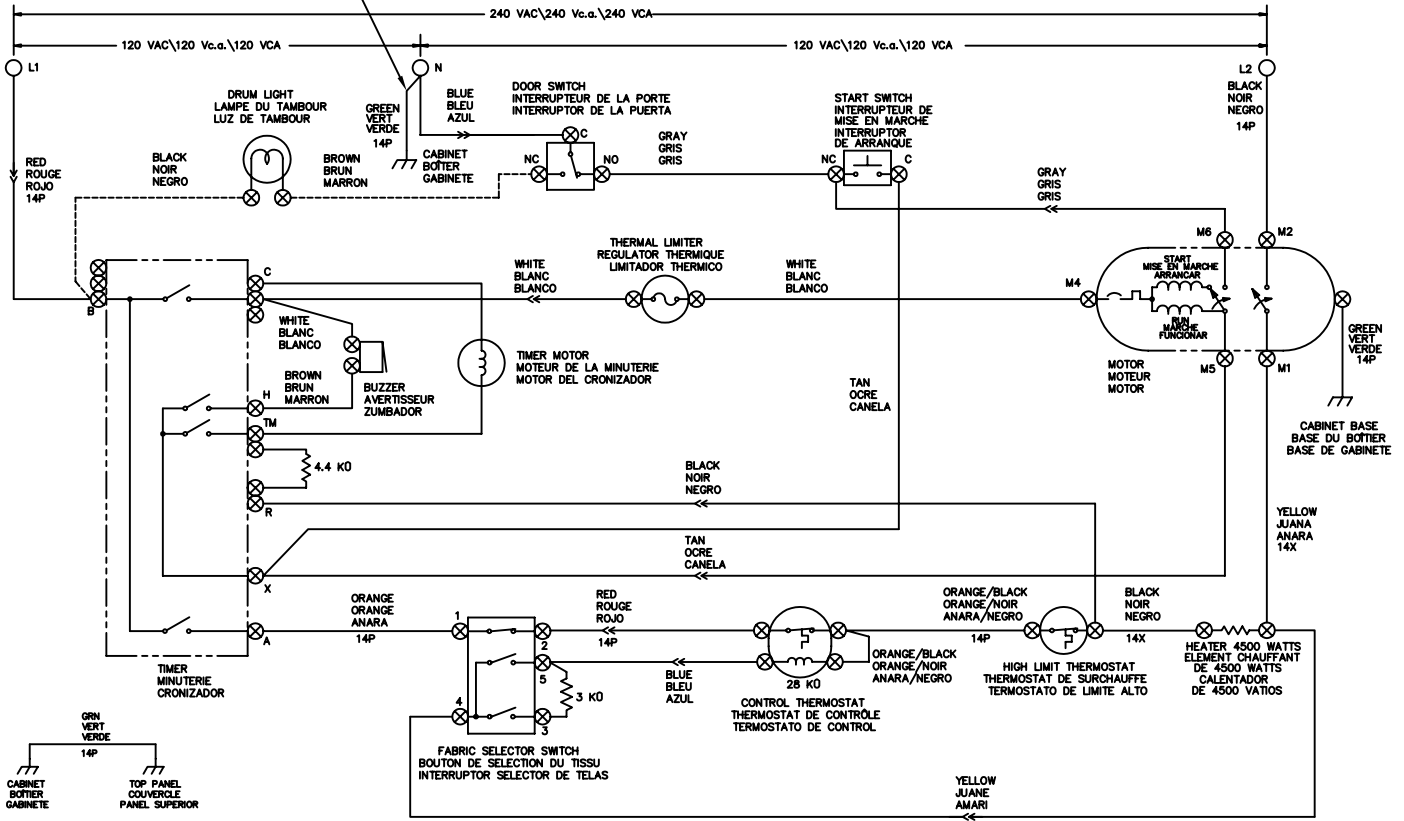 240 VAC\240 Vc.a.\240 VCA
120 VAC\120 Vc.a.\120 VCA
120 VAC\120 Vc.a.\120 VCA
L1
N
L2
DRUM LIGHT
LAMPE DU TAMBOUR
LUZ DE TAMBOUR
GREEN
VERT
VERDE
14P
BLUE
BLEU
AZUL
DOOR SWITCH
INTERRUPTEUR DE LA PORTE
INTERRUPTOR DE LA PUERTA
START SWITCH
INTERRUPTEUR DE
MISE EN MARCHE
INTERRUPTOR
DE ARRANQUE
BLACK
NOIR
NEGRO
14P
RED
ROUGE
ROJO
14P
BLACK
NOIR
NEGRO
BROWN
BRUN
MARRON
CABINET
BOÎTIER
GABINETE
C
NC
NO
GRAY
GRIS
GRIS
NC
C
GRAY
GRIS
GRIS
M6
M2
THERMAL LIMITER
REGULATOR THERMIQUE
LIMITADOR THERMICO
WHITE
BLANC
BLANCO
WHITE
BLANC
BLANCO
START
MISE EN MARCHE
ARRANCAR
M4
RUN
MARCHE
FUNCIONAR
C
B
WHITE
BLANC
BLANCO
GREEN
VERT
VERDE
14P
TIMER MOTOR
MOTEUR DE LA MINUTERIE
MOTOR DEL CRONIZADOR
MOTOR
MOTEUR
MOTOR
M5
M1
BROWN
BRUN
MARRON
BUZZER
AVERTISSEUR
ZUMBADOR
TAN
OCRE
CANELA
H
TM
CABINET BASE
BASE DU BOÎTIER
BASE DE GABINETE
4.4 KΩ
BLACK
NOIR
NEGRO
R
YELLOW
JUANA
ANARA
14X
TAN
OCRE
CANELA
X
ORANGE
ORANGE
ANARA
14P
RED
ROUGE
ROJO
14P
ORANGE/BLACK
ORANGE/NOIR
ANARA/NEGRO
14P
BLACK
NOIR
NEGRO
14X
A
1
2
5
4
3
3 KΩ
BLUE
BLEU
AZUL
28 KΩ
ORANGE/BLACK
ORANGE/NOIR
ANARA/NEGRO
HIGH LIMIT THERMOSTAT
THERMOSTAT DE SURCHAUFFE
TERMOSTATO DE LIMITE ALTO
HEATER 4500 WATTS
ELEMENT CHAUFFANT
DE 4500 WATTS
CALENTADOR
DE 4500 VATIOS
TIMER
MINUTERIE
CRONIZADOR
CONTROL THERMOSTAT
THERMOSTAT DE CONTRÔLE
TERMOSTATO DE CONTROL
GRN
VERT
VERDE
14P
FABRIC SELECTOR SWITCH
BOUTON DE SELECTION DU TISSU
INTERRUPTOR SELECTOR DE TELAS
CABINET
BOÎTIER
GABINETE
TOP PANEL
COUVERCLE
PANEL SUPERIOR
YELLOW
JUANE
AMARI